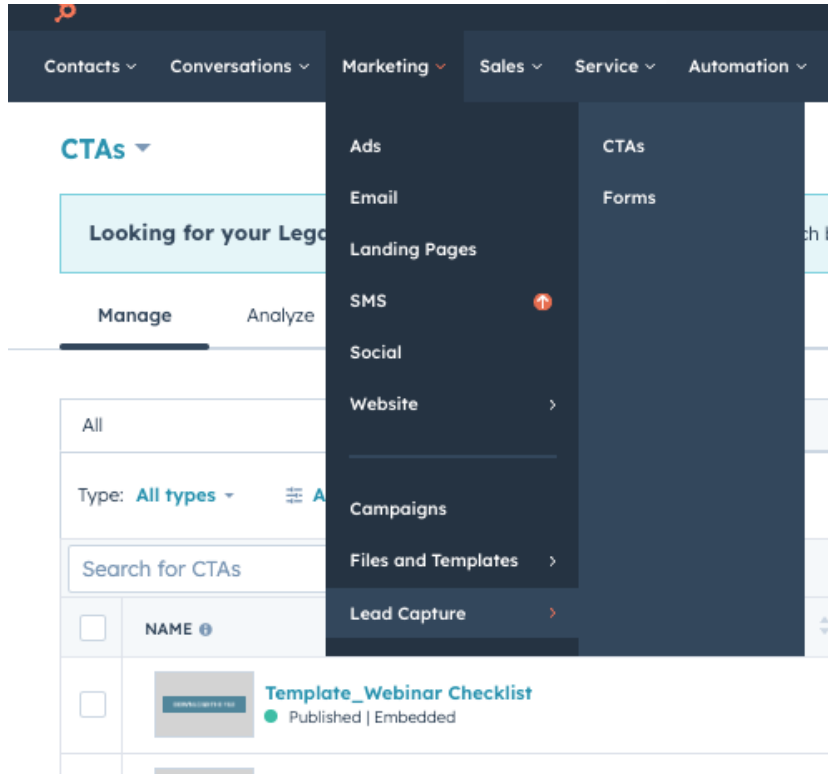 Contacts Conversations Marketing Sales Service Automation
CTAs
Looking for your
Manage Analyze
All
Type: All types
Search for CTAs
NAME
Template_Webinar Checklist
Published | Embedded
Ads
Email
Landing Pages
SMS
Social
Website
Campaigns
Files and Templates
Lead Capture
CTAs
Forms